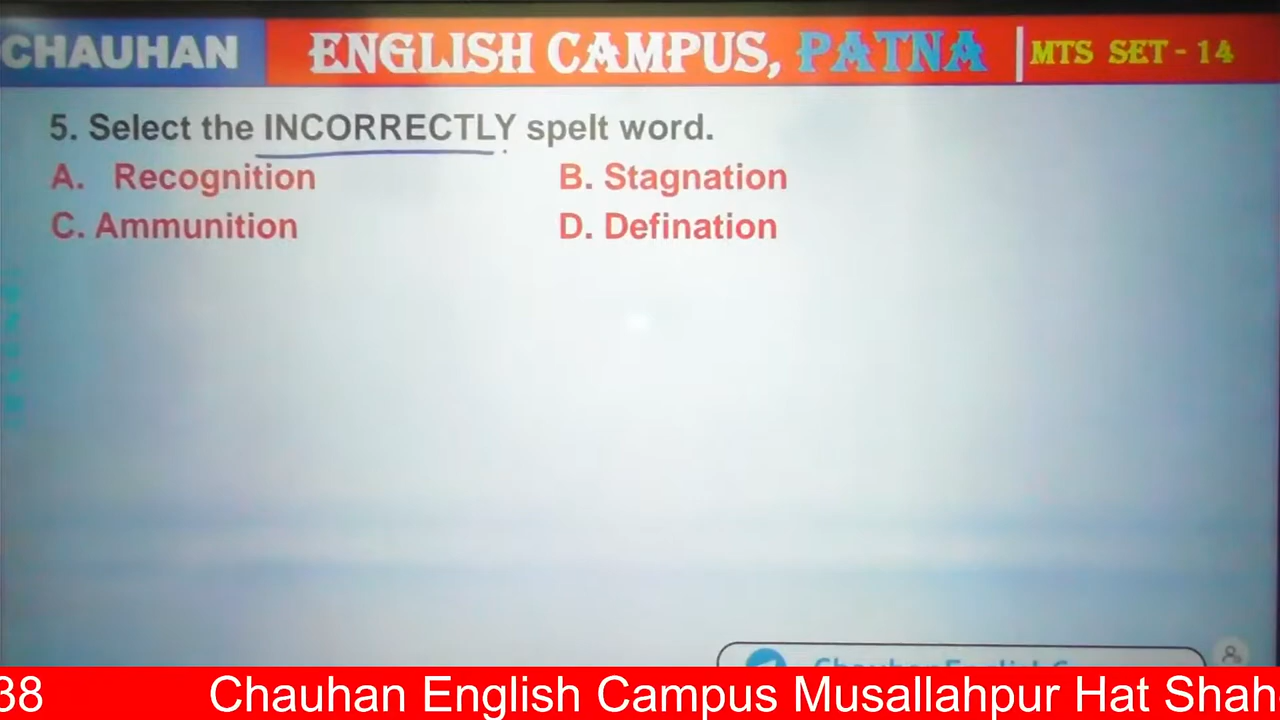 CHAUHAN ENGLISH CAMPUS, PATNA MTS SET - 14
5. Select the INCORRECTLY spelt word.
A. Recognition B. Stagnation
C. Ammunition D. Defination
38 Chauhan English Campus Musallahpur Hat Shah